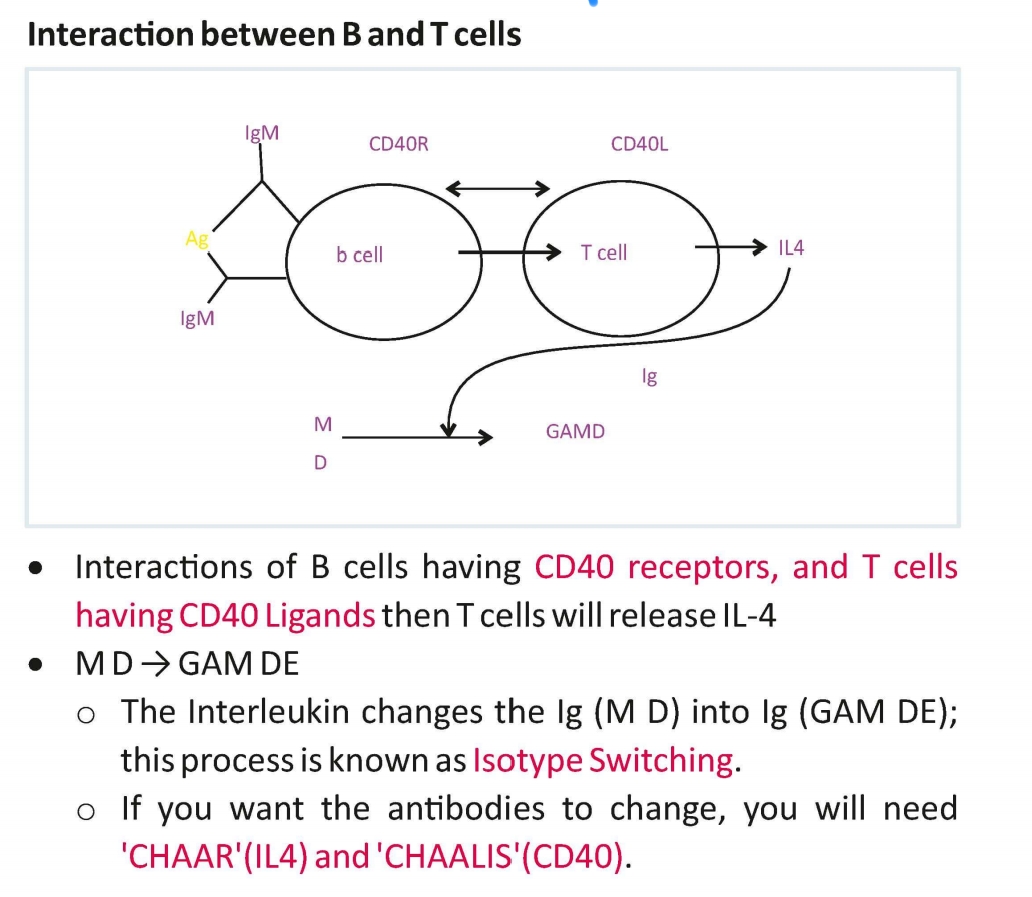 Interaction between B and T cells
IgM
CD40R
CD40L
Ag
b cell
T cell
IL4
IgM
Ig
M
GAMD
D
• Interactions of B cells having CD40 receptors, and T cells
having CD40 Ligands then T cells will release IL-4
• M D → GAM DE
o The Interleukin changes the Ig (M D) into Ig (GAM DE);
this process is known as Isotype Switching.
o If you want the antibodies to change, you will need
'CHAAR'(IL4) and 'CHAALIS'(CD40).